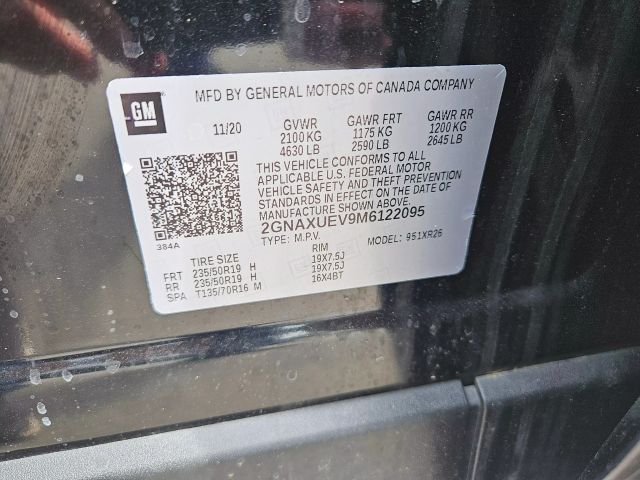 MFD BY GENERAL MOTORS OF CANADA COMPANY
GM
11/20 GVWR GAWR FRT GAWR RR
2100 KG 1175 KG 1200 KG
4630 LB 2590 LB 2645 LB
THIS VEHICLE CONFORMS TO ALL
APPLICABLE U.S. FEDERAL MOTOR
VEHICLE SAFETY AND THEFT PREVENTION
STANDARDS IN EFFECT ON THE DATE OF
MANUFACTURE SHOWN ABOVE.
2GNAXUEV9M6122095
384A TYPE: M.P.V. MODEL: 951XR26
TIRE SIZE RIM
FRT 235/50R19 H 19X7.5J
RR 235/50R19 H 19X7.5J
SPA T135/70R16 M 16X4BT